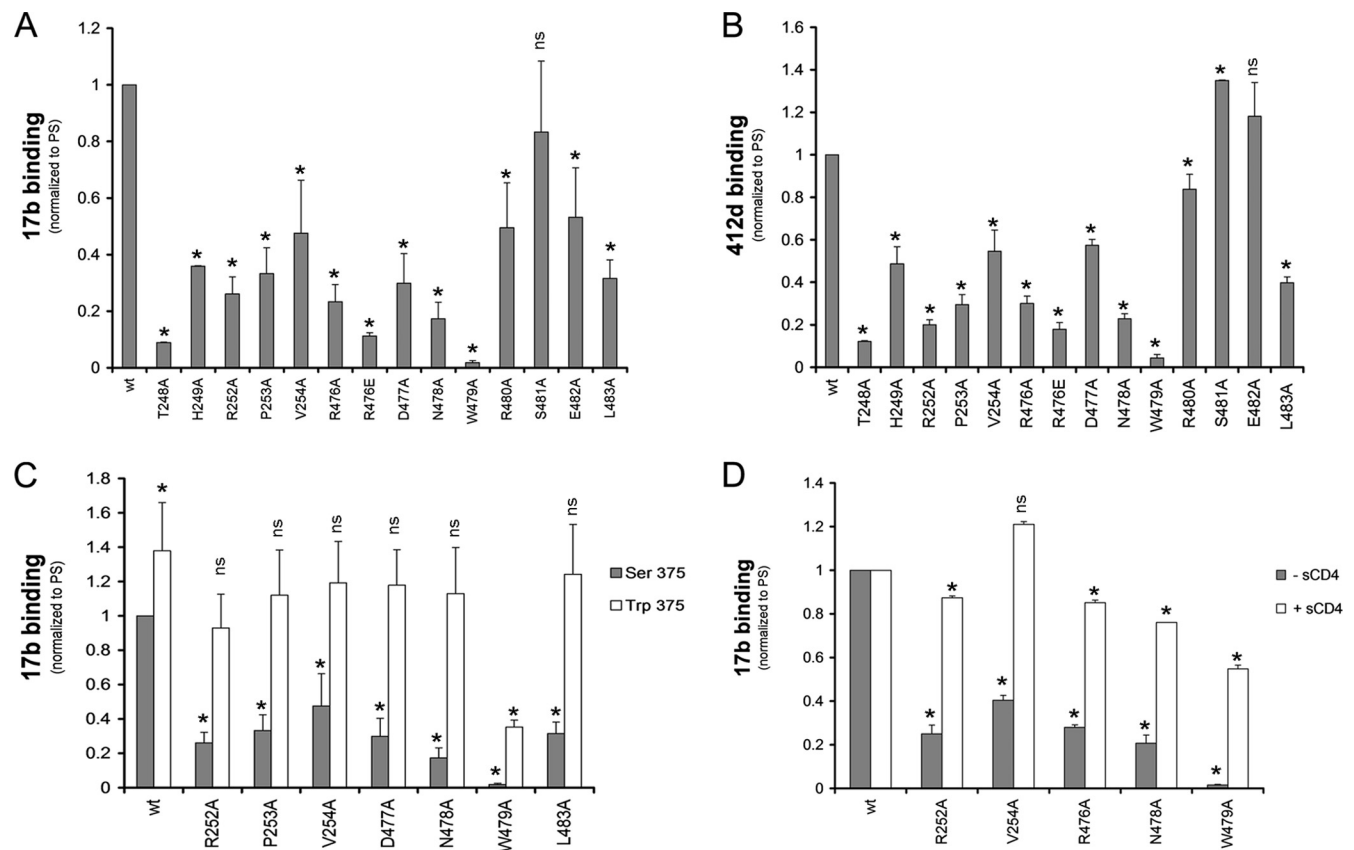 A
17b binding
(normalized to PS)
1.2
1
0.8
0.6
0.4
0.2
0
* * * * * * * * * * * ns * *
wt T248A H249A R252A P253A V254A R476A R476E D477A N478A W479A R480A S481A E482A L483A
B
412d binding
(normalized to PS)
1.6
1.4
1.2
1
0.8
0.6
0.4
0.2
0
* * * * * * * * * * * * ns *
wt T248A H249A R252A P253A V254A R476A R476E D477A N478A W479A R480A S481A E482A L483A
C
17b binding
(normalized to PS)
1.8
1.6
1.4
1.2
1
0.8
0.6
0.4
0.2
0
* ns ns ns ns ns * ns
* * * * * * *
wt R252A P253A V254A D477A N478A W479A L483A
Ser 375
Trp 375
D
17b binding
(normalized to PS)
1.4
1.2
1
0.8
0.6
0.4
0.2
0
* ns * * *
* * * * *
wt R252A V254A R476A N478A W479A
- sCD4
+ sCD4